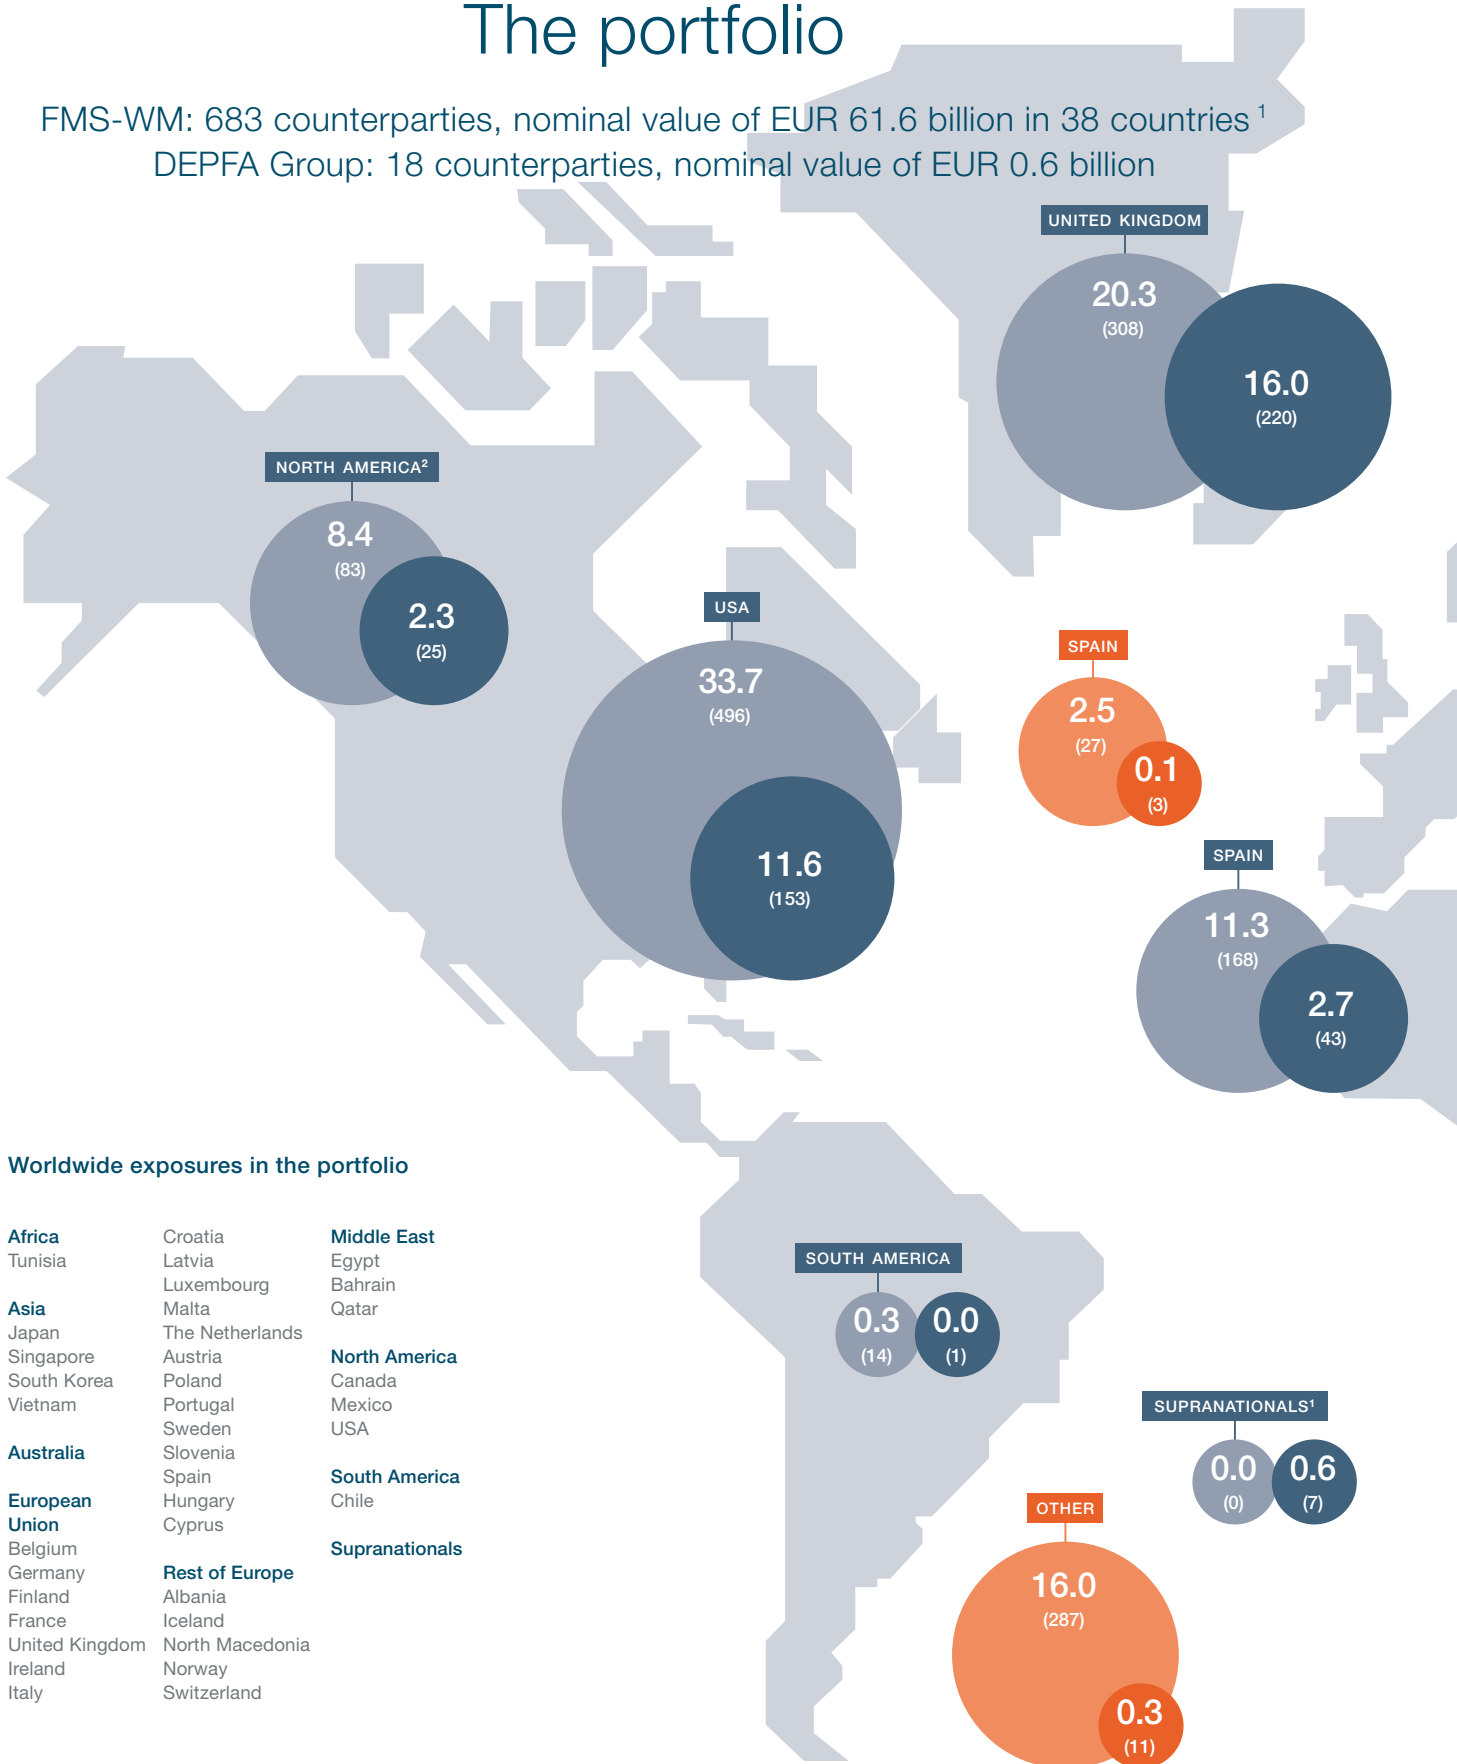 The portfolio
FMS-WM: 683 counterparties, nominal value of EUR 61.6 billion in 38 countries ¹
DEPFA Group: 18 counterparties, nominal value of EUR 0.6 billion
UNITED KINGDOM
20.3
(308)
16.0
(220)
NORTH AMERICA²
8.4
(83)
2.3
(25)
USA
33.7
(496)
11.6
(153)
SPAIN
2.5
(27)
0.1
(3)
SPAIN
11.3
(168)
2.7
(43)
SOUTH AMERICA
0.3
(14)
0.0
(1)
SUPRANATIONALS¹
0.0
(0)
0.6
(7)
OTHER
16.0
(287)
0.3
(11)
Worldwide exposures in the portfolio
Africa
Tunisia
Asia
Japan
Singapore
South Korea
Vietnam
Australia
European
Union
Belgium
Germany
Finland
France
United Kingdom
Ireland
Italy
Croatia
Latvia
Luxembourg
Malta
The Netherlands
Austria
Poland
Portugal
Sweden
Slovenia
Spain
Hungary
Cyprus
Rest of Europe
Albania
Iceland
North Macedonia
Norway
Switzerland
Middle East
Egypt
Bahrain
Qatar
North America
Canada
Mexico
USA
South America
Chile
Supranationals